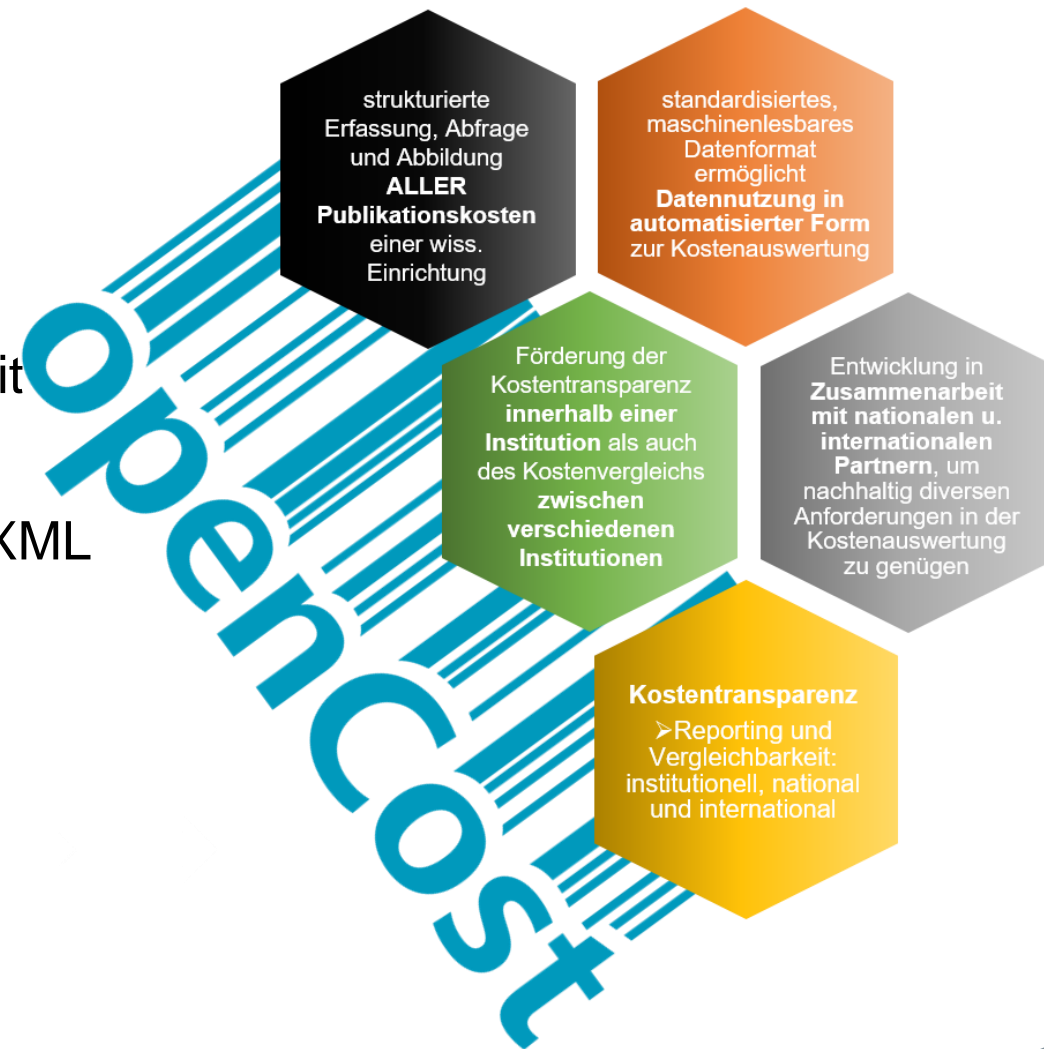 strukturierte
Erfassung, Abfrage
und Abbildung
ALLER
Publikationskosten
einer wiss.
Einrichtung
standardisiertes,
maschinenlesbares
Datenformat
ermöglicht
Datennutzung in
automatisierter Form
zur Kostenauswertung
it
XML
openCost
Förderung der
Kostentransparenz
innerhalb einer
Institution als auch
des Kostenvergleichs
zwischen
verschiedenen
Institutionen
Entwicklung in
Zusammenarbeit
mit nationalen u.
internationalen
Partnern, um
nachhaltig diversen
Anforderungen in der
Kostenauswertung
zu genügen
Kostentransparenz
➢Reporting und
Vergleichbarkeit:
institutionell, national
und international